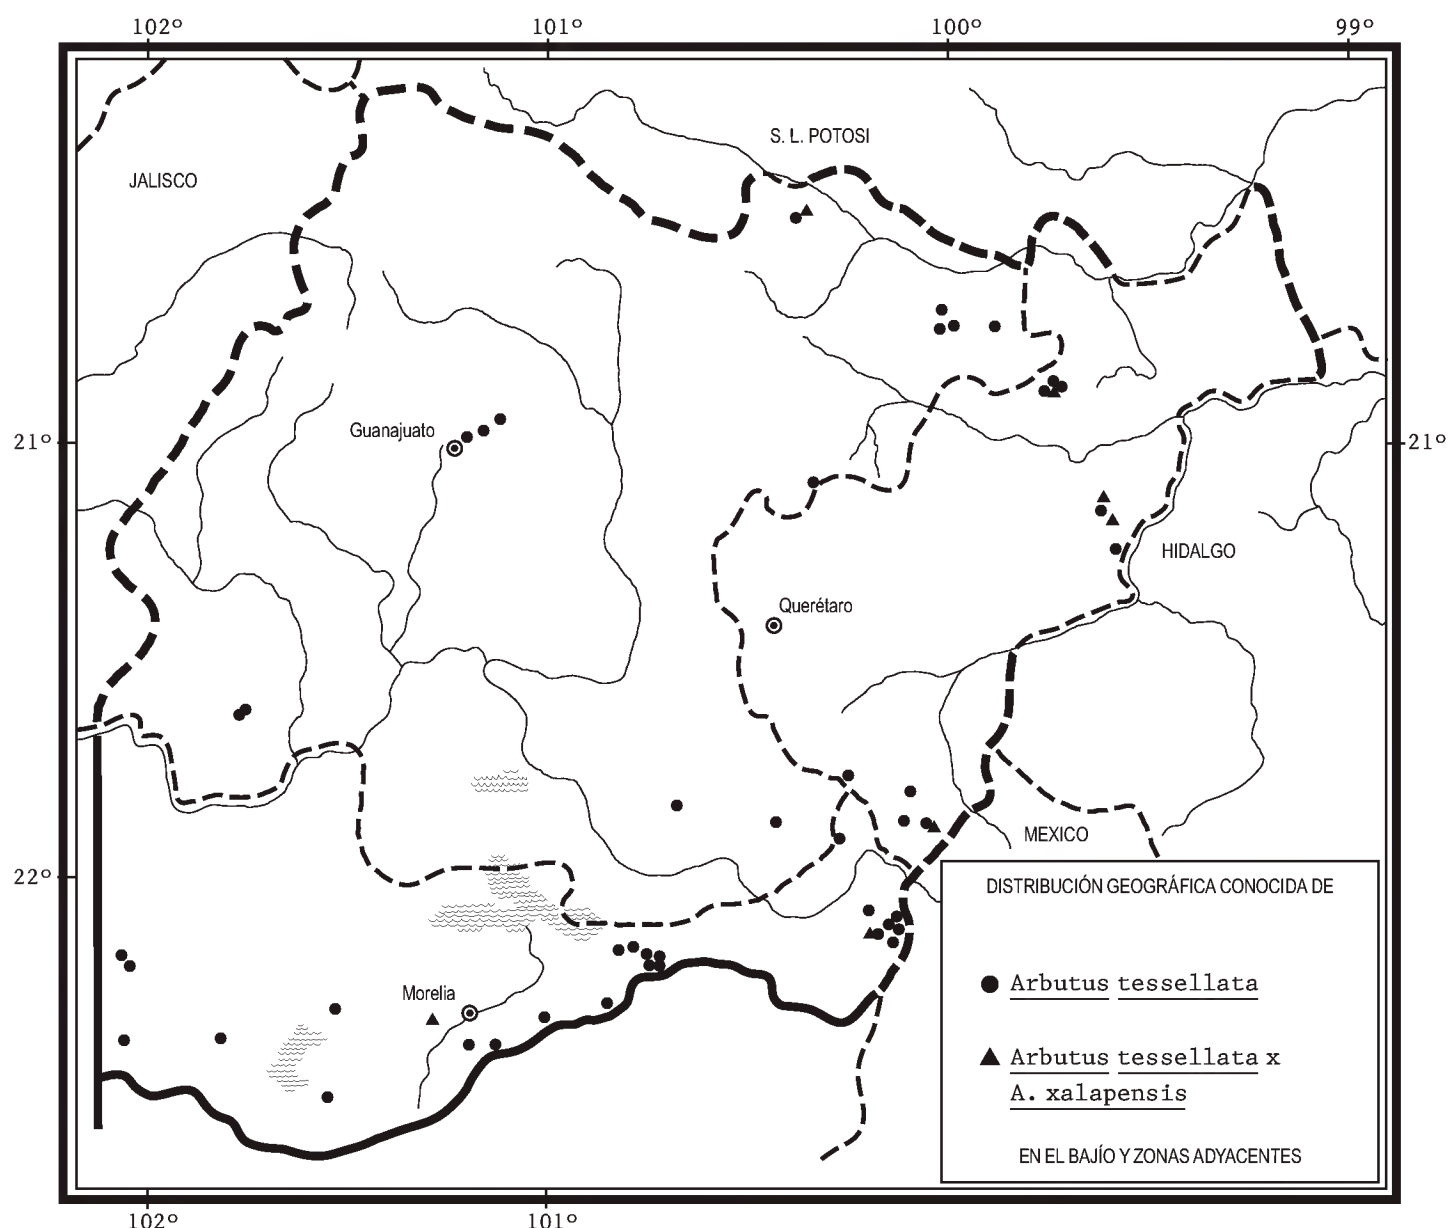 102° 101° 100° 99°
S. L. POTOSI
JALISCO
Guanajuato
21° 21°
HIDALGO
Querétaro
MEXICO
22°
DISTRIBUCIÓN GEOGRÁFICA CONOCIDA DE
Arbutus tessellata
Morelia
Arbutus tessellata x
A. xalapensis
EN EL BAJÍO Y ZONAS ADYACENTES
102° 101°